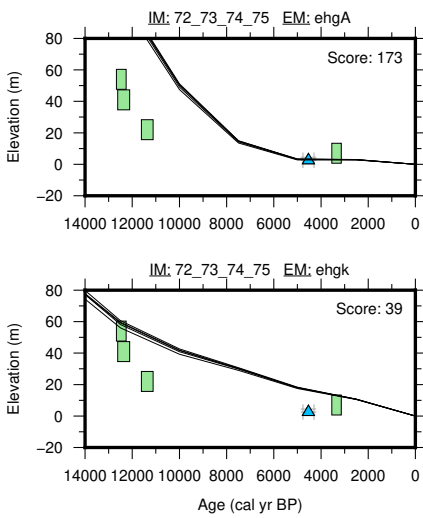 IM: 72_73_74_75 EM: ehgA
80
Score: 173
60
40
20
0
−20
Elevation (m)
14000 12000 10000 8000 6000 4000 2000 0
IM: 72_73_74_75 EM: ehgk
80
Score: 39
60
40
20
0
−20
Elevation (m)
14000 12000 10000 8000 6000 4000 2000 0
Age (cal yr BP)